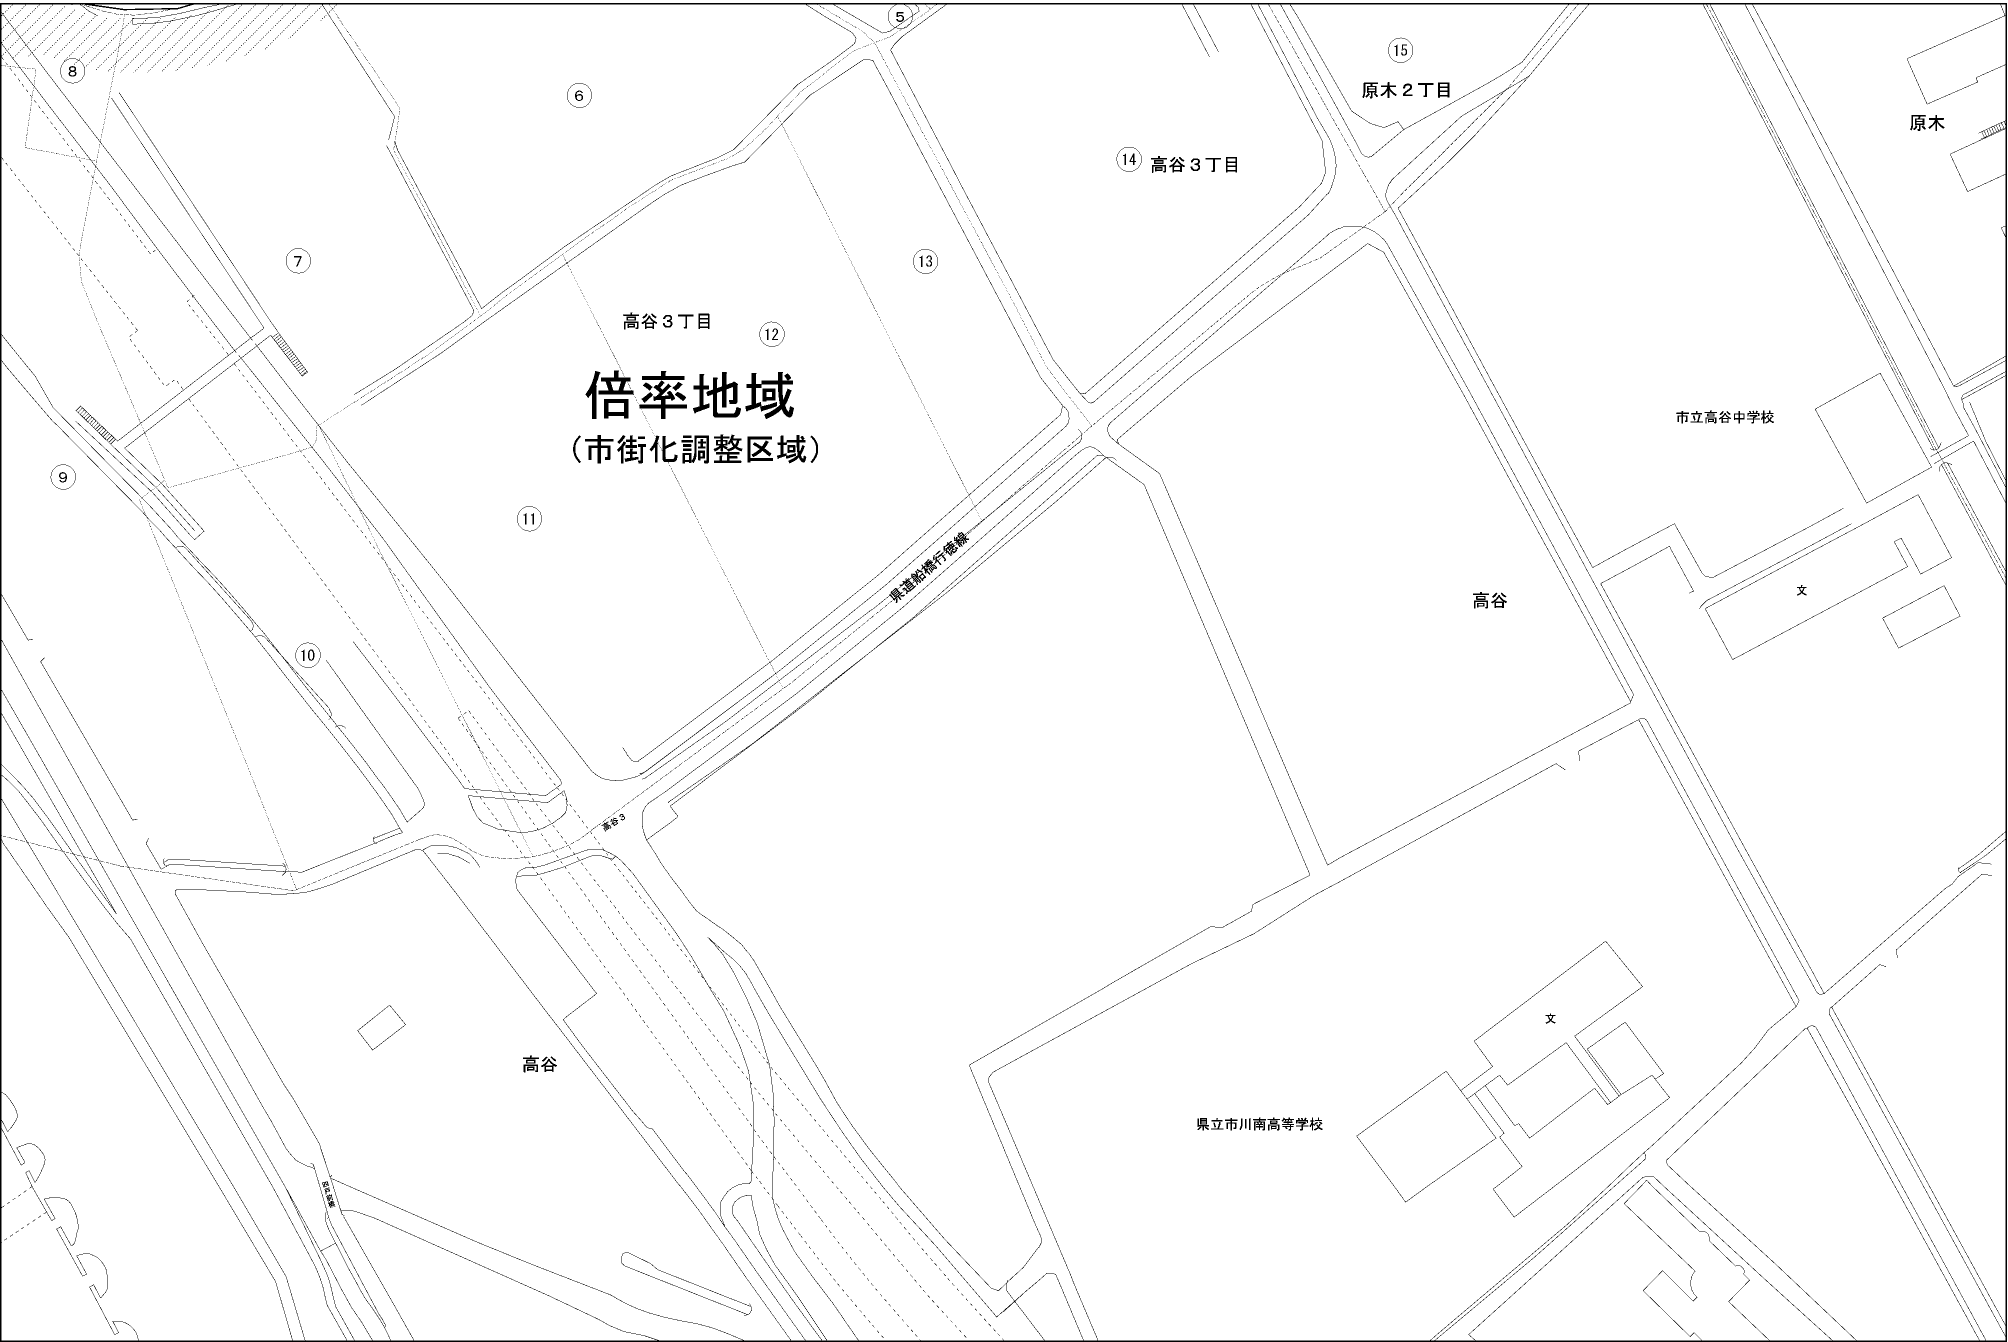 ⑤
⑧
⑥
⑮
原木２丁目
原木
⑭
高谷３丁目
⑦
⑬
高谷３丁目
⑫
倍率地域
（市街化調整区域）
市立高谷中学校
⑨
⑪
県道船橋行徳線
文
高谷
⑩
高谷３
文
高谷
県立市川南高等学校